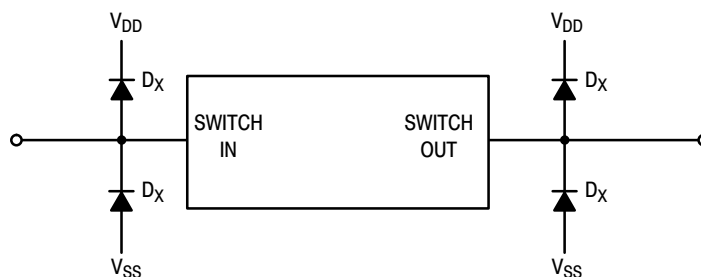 VDD
VDD
DX
DX
SWITCH
IN
SWITCH
OUT
DX
DX
VSS
VSS